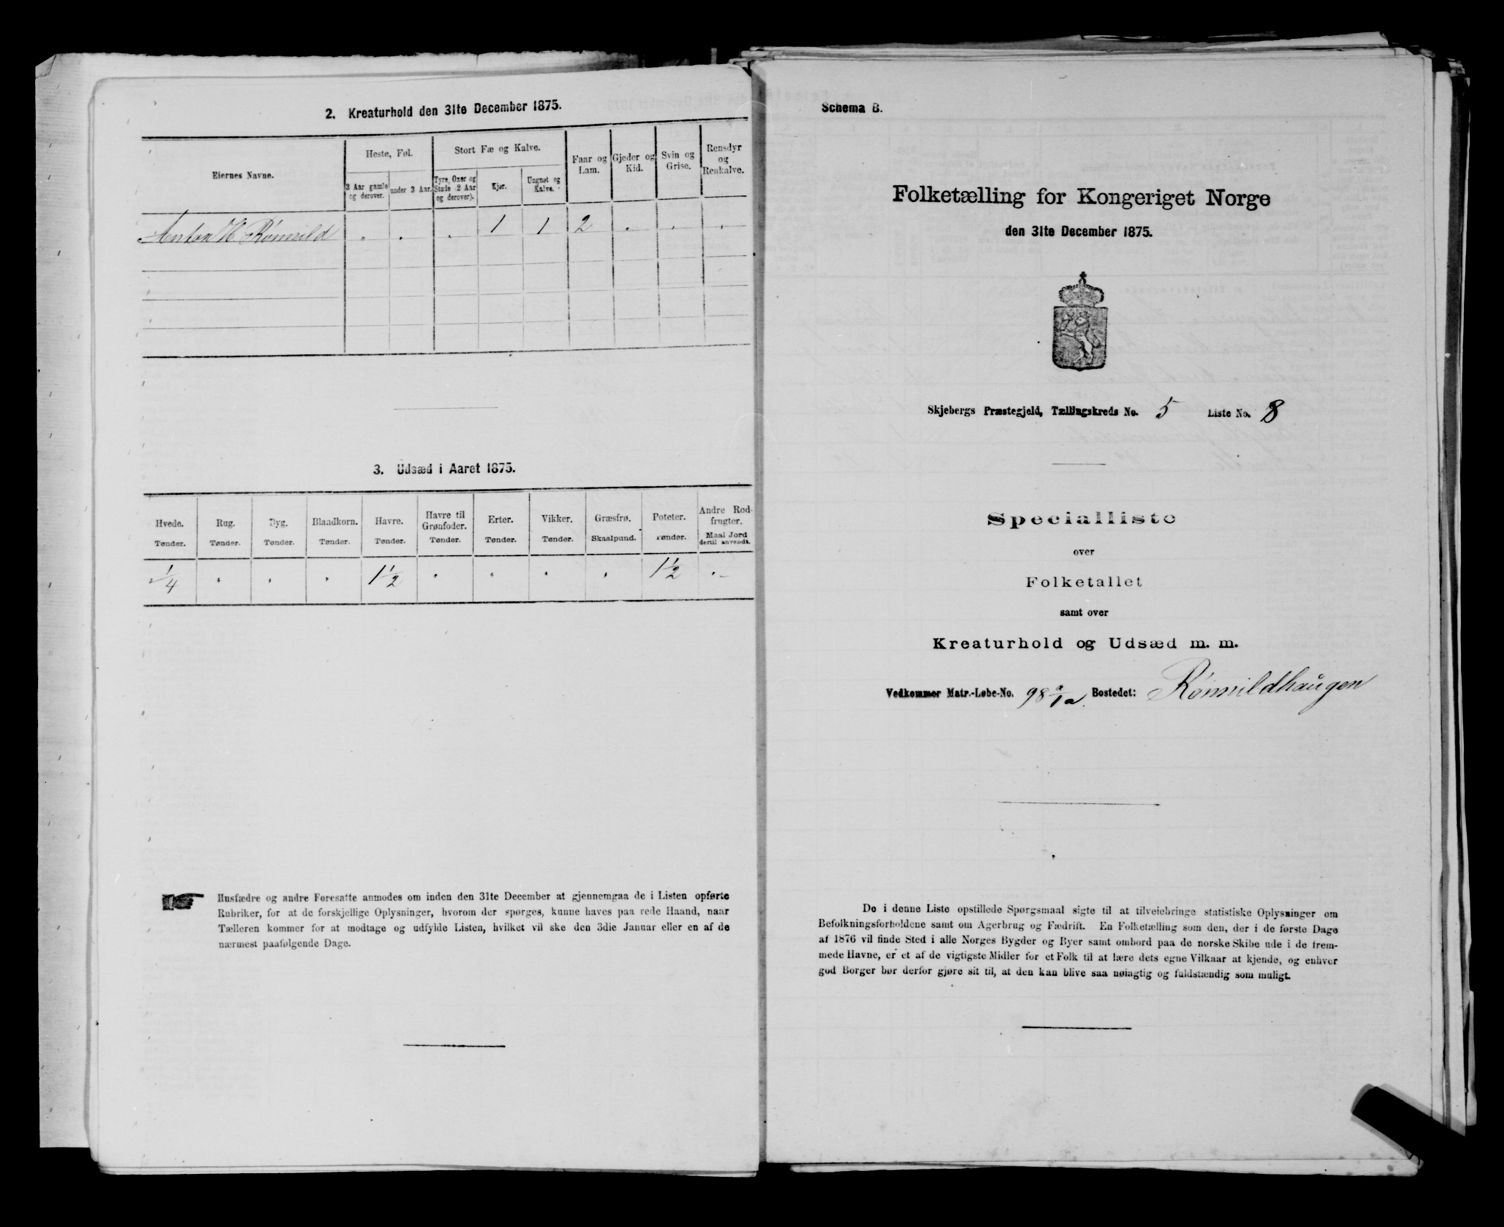 2. Kreaturhold den 31te December 1875.
Eiernes Navne.
Heste, Føl.
Stort Fæ og Kalve.
Faar og Lam.
Gjeder og Kid.
Svin og Grise.
Rensdyr og Renkalve.
3 Aar gamle og derover.
under 3 Aar.
Tyre, Oxer og Stude 2 Aar og derover).
Kjør.
Ungnøt og Kalve.
Anton H Rønnild . . . 1 1 2 . . .
3. Udsæd i Aaret 1875.
Hvede. Rug. Byg. Blandkorn. Havre. Havre til Grønfoder. Erter. Vikker. Græsfrø. Poteter. Andre Rodfrugter.
Tønder. Tønder. Tønder. Tønder. Tønder. Tønder. Tønder. Tønder. Skaalpund. Tønder. Maal Jord dertil anvendt.
1/4 " " " 1 1/2 " " " " 1 1/2 "
Husfædre og andre Foresatte anmodes om inden den 31te December at gjennemgaa de i Listen opførte
Rubriker, for at de forskjellige Oplysninger, hvorom der spørges, kunne haves paa rede Haand, naar
Tælleren kommer for at modtage og udfylde Listen, hvilket vil ske den 3die Januar eller en af de
nærmest paafølgende Dage.
Schema B.
Folketælling for Kongeriget Norge
den 31te December 1875.
Skjebergs Præstegjeld, Tællingskreds No. 5 Liste No. 8
Specialliste
over
Folketallet
samt over
Kreaturhold og Udsæd m. m.
Vedkommer Matr.-Løbe-No. 98 a/1a Bostedet: Rønnildhaugen
De i denne Liste opstillede Spørgsmaal sigte til at tilveiebringe statistiske Oplysninger om
Befolkningsforholdene samt om Agerbrug og Fædrift. En Folketælling som den, der i de første Dage
af 1876 vil finde Sted i alle Norges Bygder og Byer samt ombord paa de norske Skibe ude i de frem-
mede Havne, er et af de vigtigste Midler for et Folk til at lære dets egne Vilkaar at kjende, og enhver
god Borger bør derfor gjøre sit til, at den kan blive saa nøiagtig og fuldstændig som muligt.